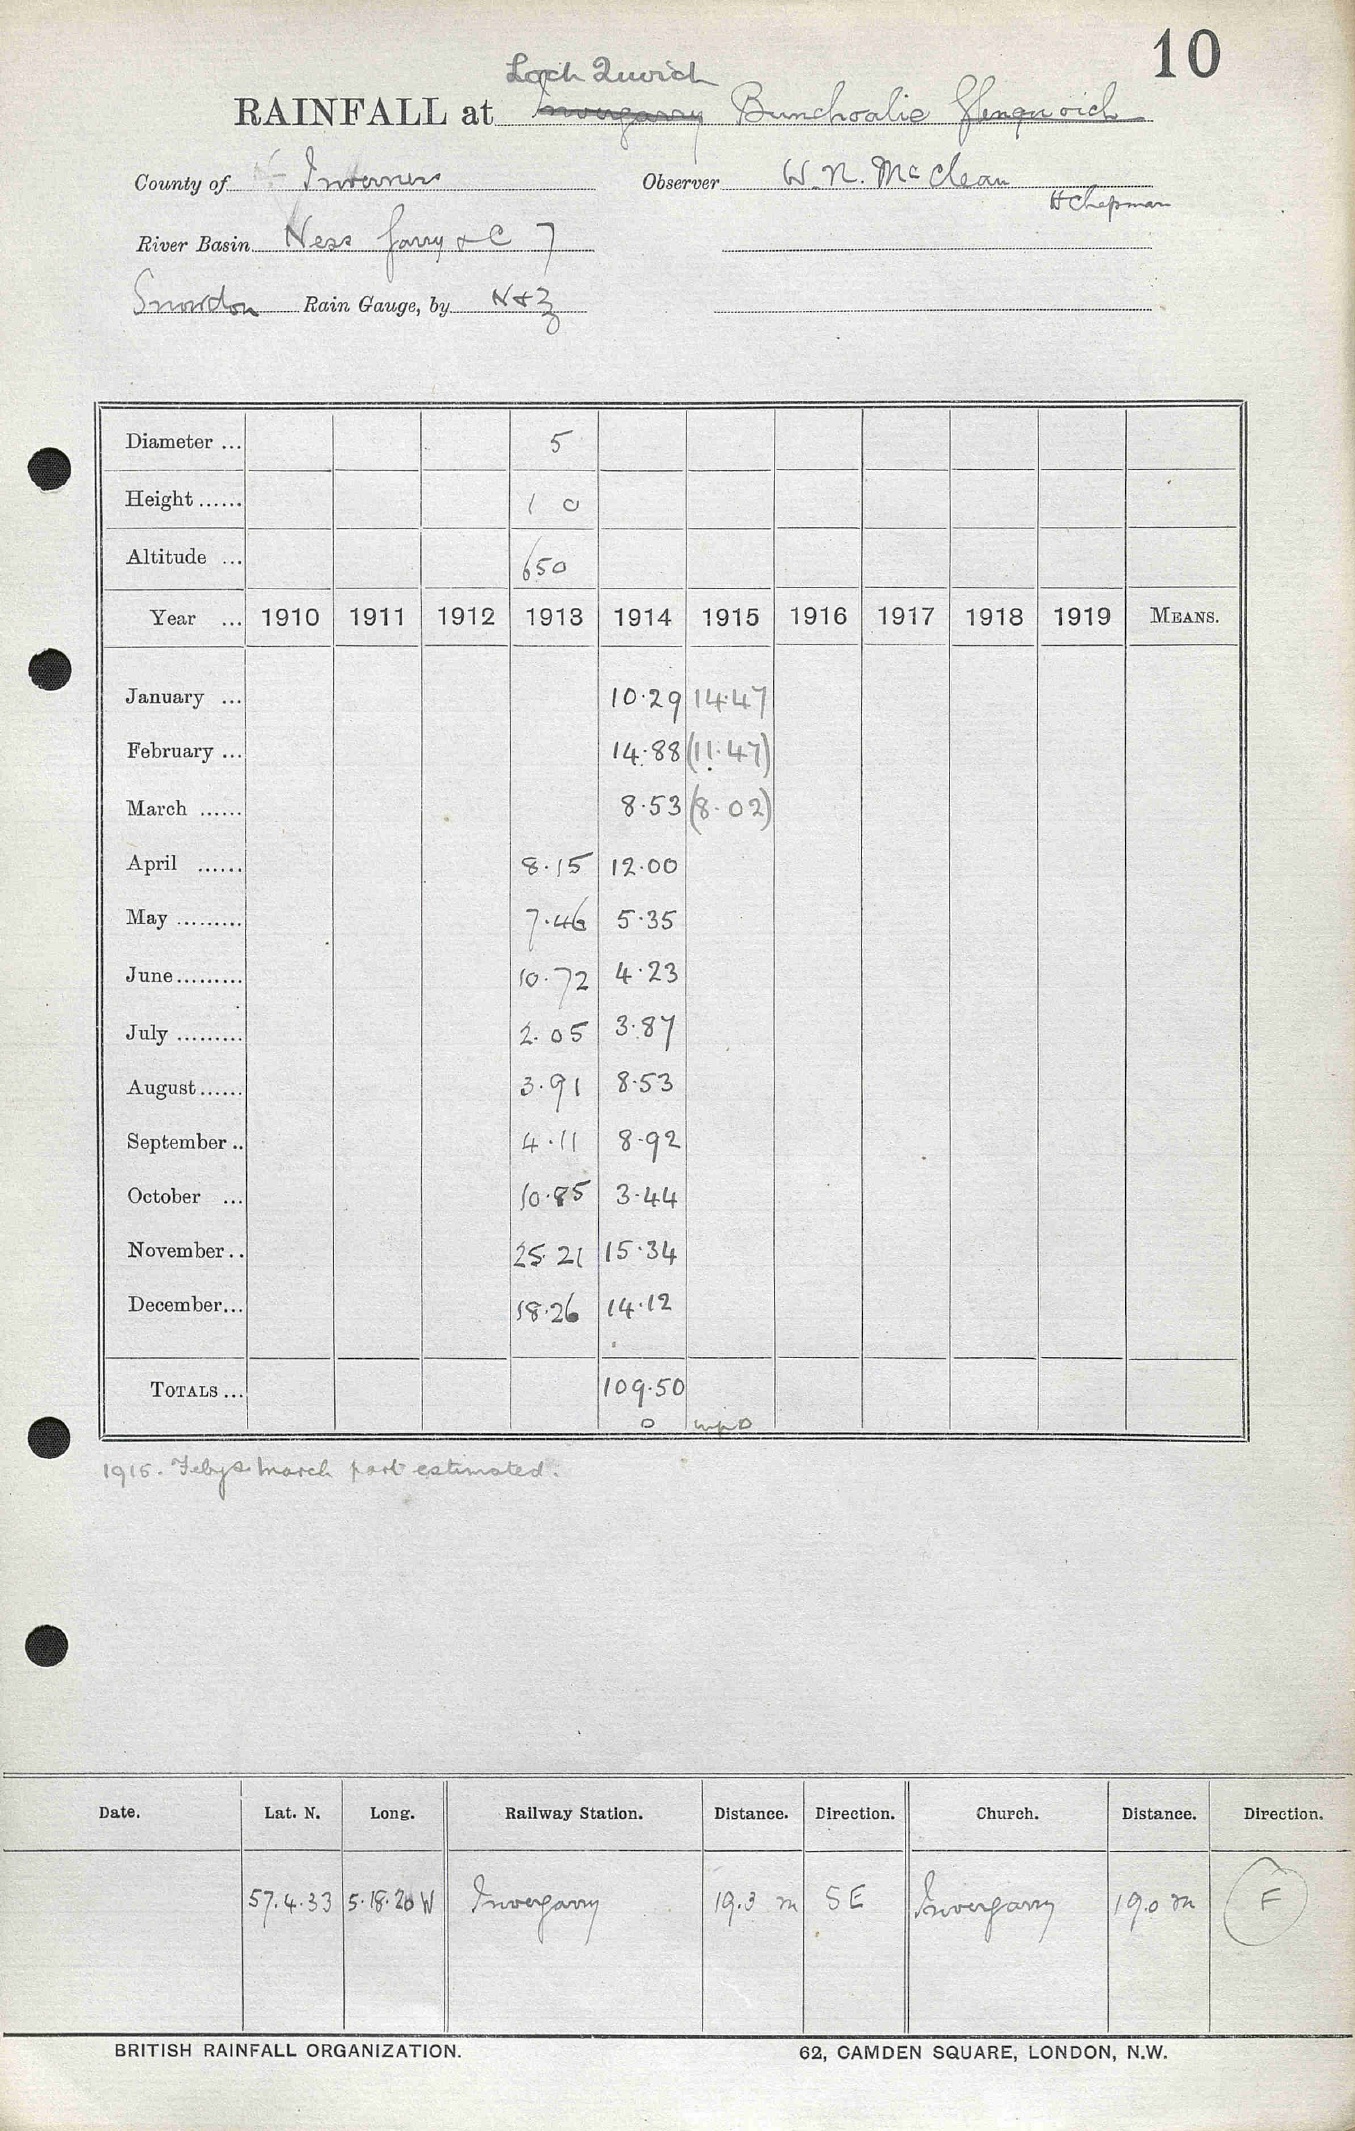 10
Loch Quoich
RAINFALL at Invergarry Bunchoalie Glenquoich
County of Inverness Observer W. N. McClean
H Chapman
River Basin Ness Garry & C 7
Snowdon Rain Gauge, by N & Z
Diameter ... 5
Height ...... 1 0
Altitude ... 650
Year ... 1910 1911 1912 1913 1914 1915 1916 1917 1918 1919 MEANS.
January ... 10.29 14.47
February ... 14.88 (11.47)
March ...... 8.53 (8.02)
April ...... 8.15 12.00
May ......... 7.46 5.35
June ......... 10.72 4.23
July ......... 2.05 3.87
August ...... 3.91 8.53
September .. 4.11 8.92
October ... 10.85 3.44
November .. 25.21 15.34
December ... 18.26 14.12
TOTALS ... 109.50
1915. Feby & March part estimated.
Date. Lat. N. Long. Railway Station. Distance. Direction. Church. Distance. Direction.
57.4.33 5.18.20 W Invergarry 19.3 m SE Invergarry 19.0 m F
BRITISH RAINFALL ORGANIZATION. 62, CAMDEN SQUARE, LONDON, N.W.